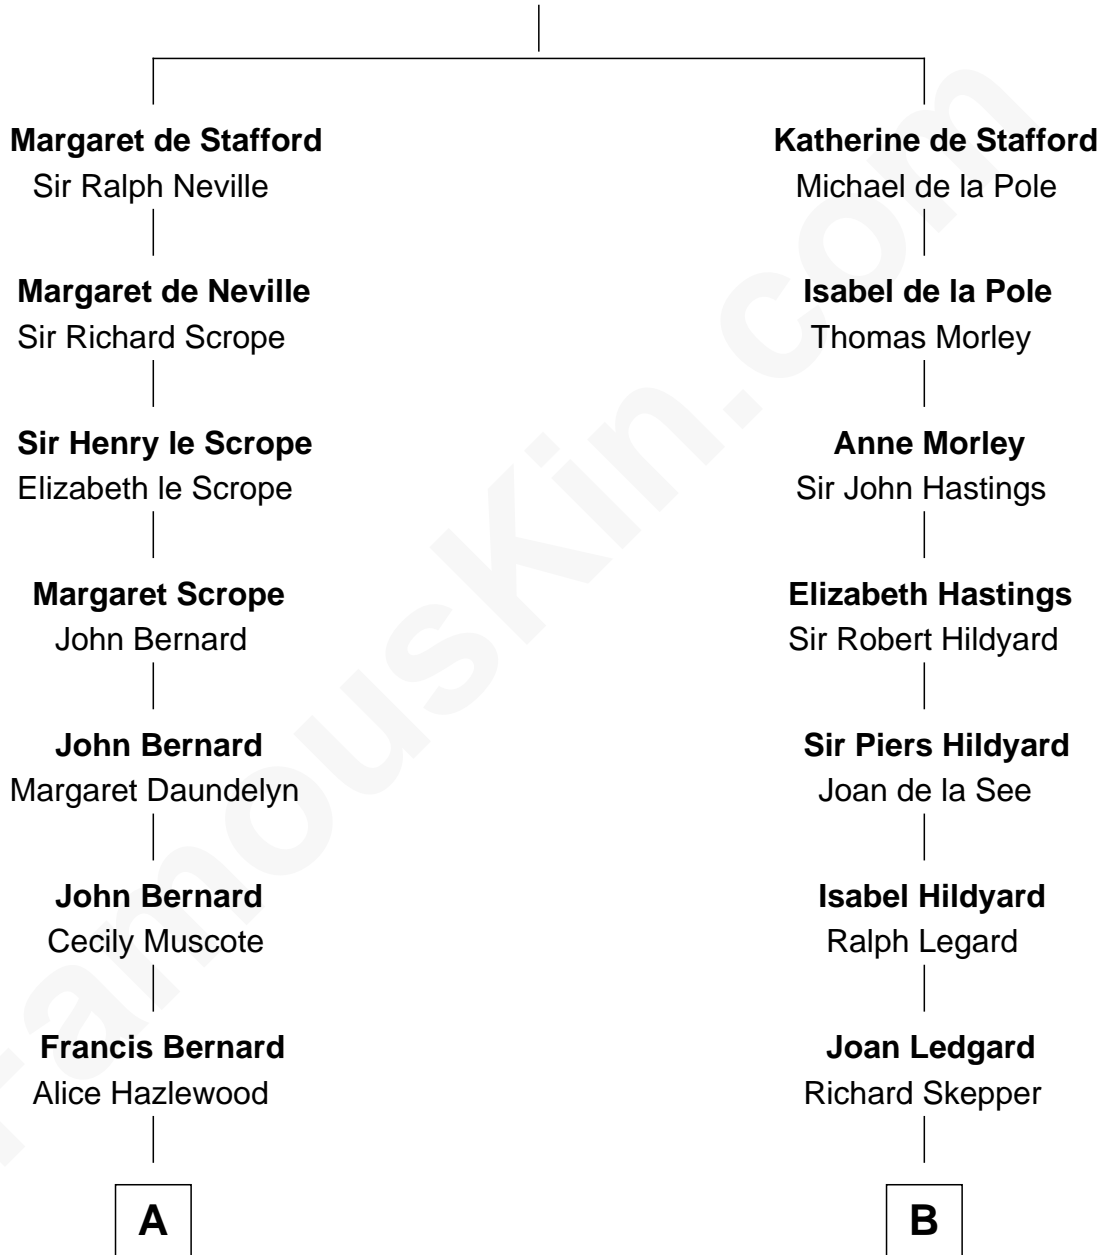 Margaret de Stafford
Sir Ralph Neville
Katherine de Stafford
Michael de la Pole
Margaret de Neville
Sir Richard Scrope
Isabel de la Pole
Thomas Morley
Sir Henry le Scrope
Elizabeth le Scrope
Anne Morley
Sir John Hastings
Margaret Scrope
John Bernard
Elizabeth Hastings
Sir Robert Hildyard
John Bernard
Margaret Daundelyn
Sir Piers Hildyard
Joan de la See
John Bernard
Cecily Muscote
Isabel Hildyard
Ralph Legard
Francis Bernard
Alice Hazlewood
Joan Ledgard
Richard Skepper
A
B
FamousKin.com